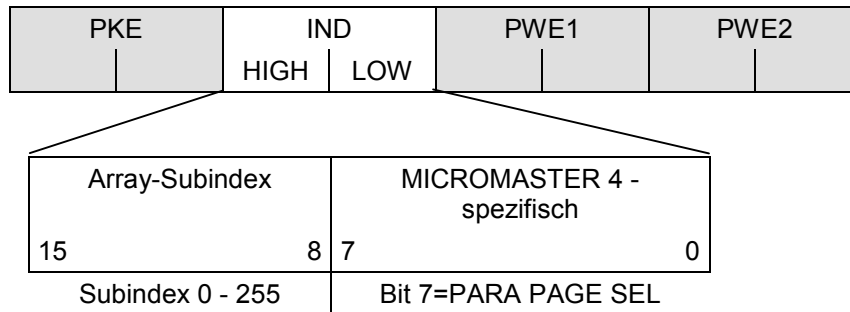 PKE IND PWE1 PWE2
HIGH LOW
Array-Subindex MICROMASTER 4 -
spezifisch
15 8 7 0
Subindex 0 - 255 Bit 7=PARA PAGE SEL